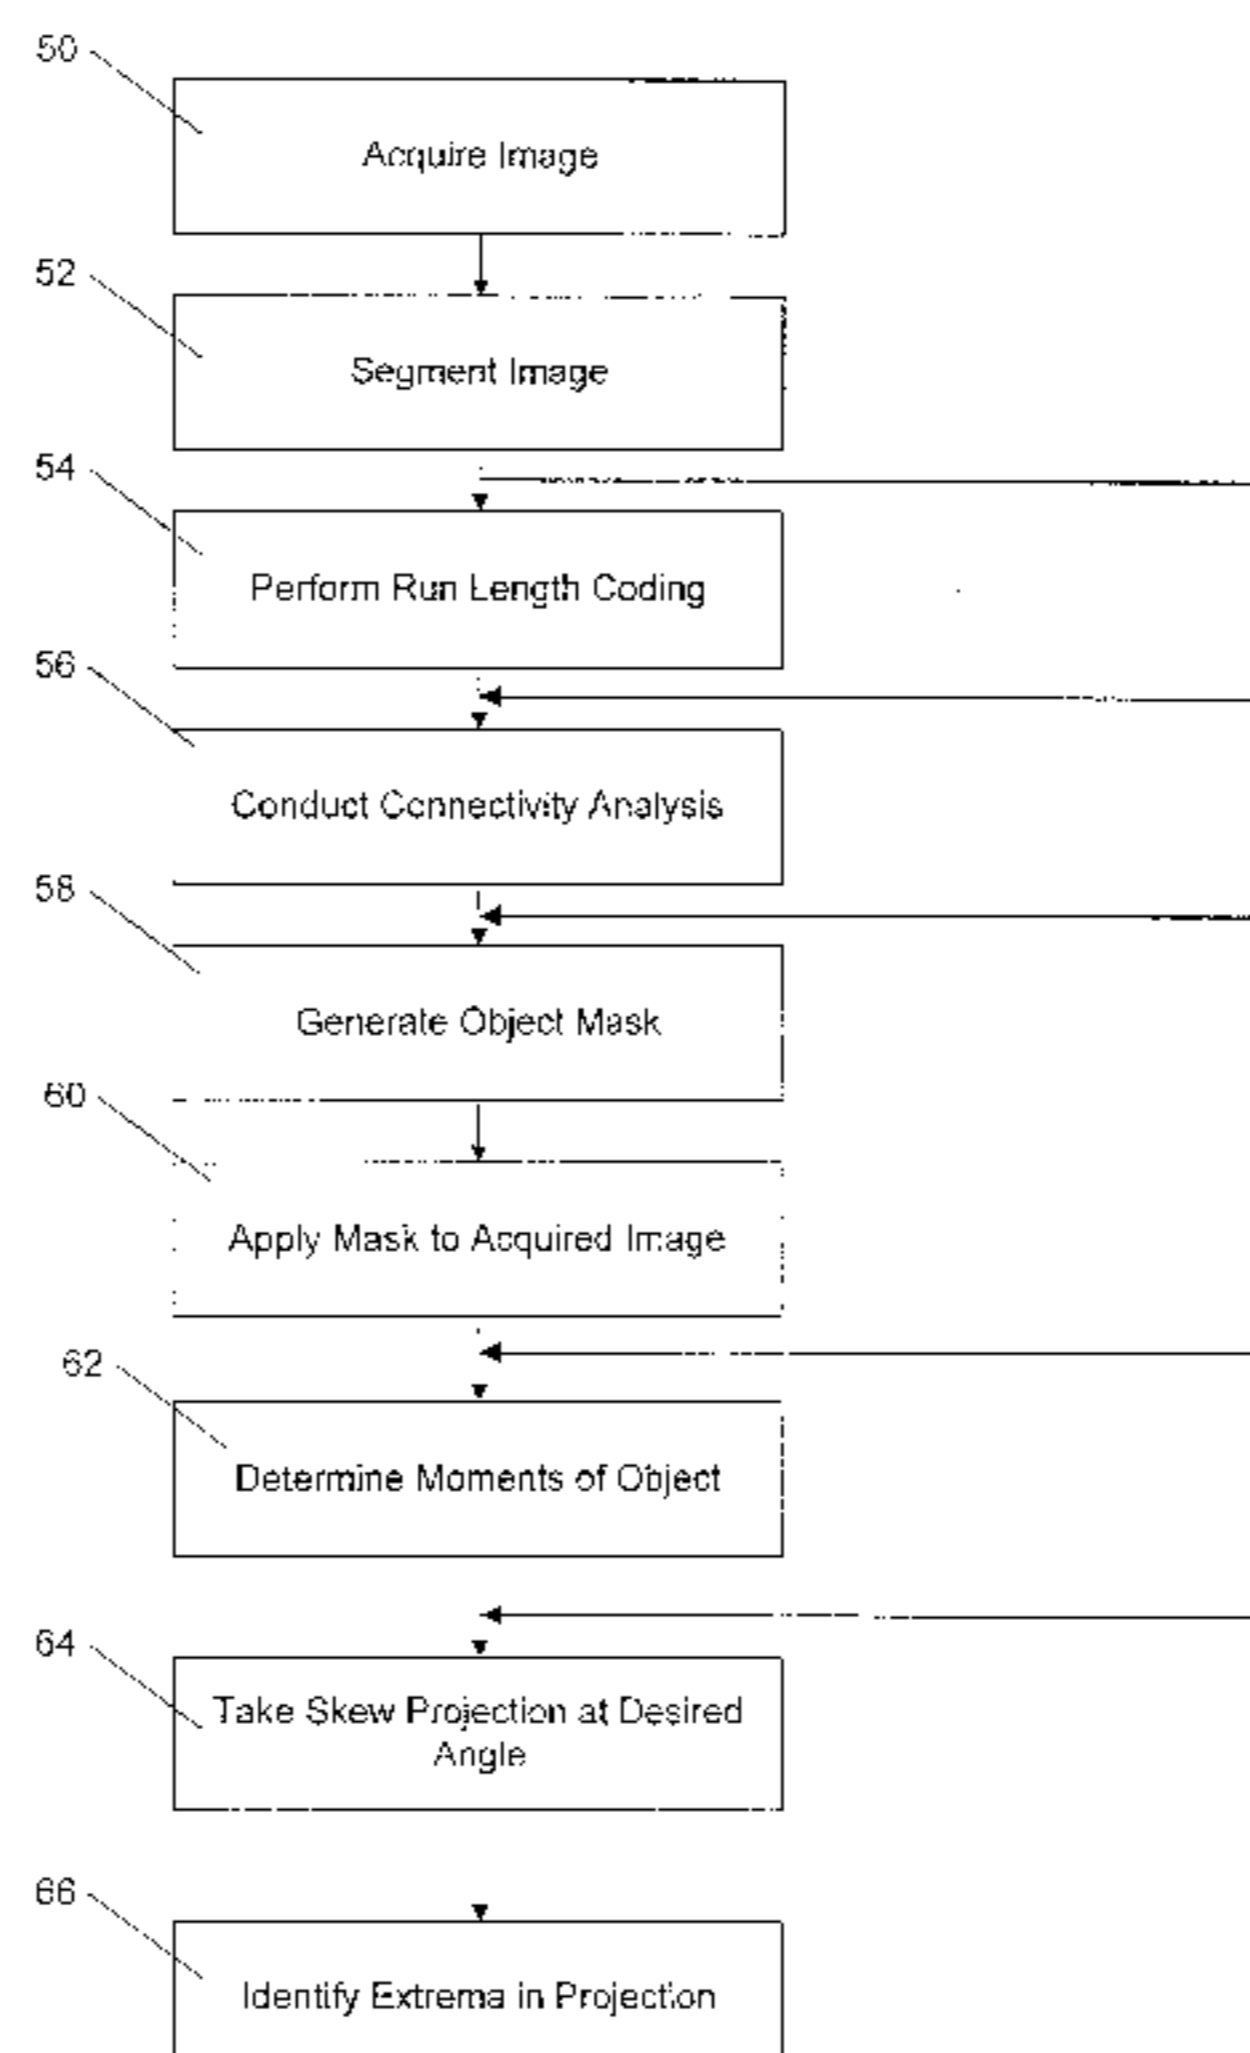 50
Acquire Image
52
Segment Image
54
Perform Run Length Coding
56
Conduct Connectivity Analysis
58
Generate Object Mask
60
Apply Mask to Acquired Image
62
Determine Moments of Object
64
Take Skew Projection at Desired
Angle
66
Identify Extrema in Projection